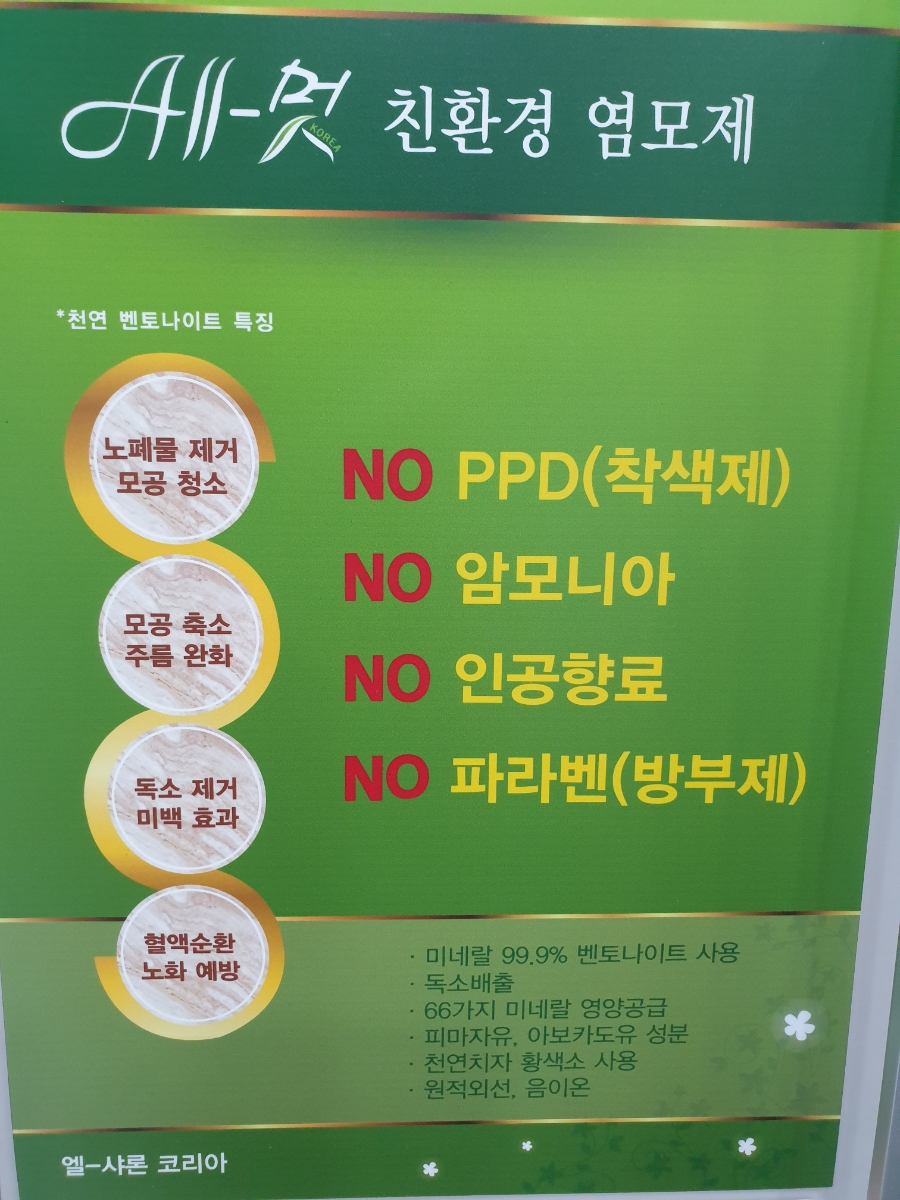 All-멋 KOREA 친환경 염모제
*천연 벤토나이트 특징
노폐물 제거
모공 청소
모공 축소
주름 완화
독소 제거
미백 효과
혈액순환
노화 예방
NO PPD(착색제)
NO 암모니아
NO 인공향료
NO 파라벤(방부제)
· 미네랄 99.9% 벤토나이트 사용
· 독소배출
· 66가지 미네랄 영양공급
· 피마자유, 아보카도유 성분
· 천연치자 황색소 사용
· 원적외선, 음이온
엘-샤론 코리아